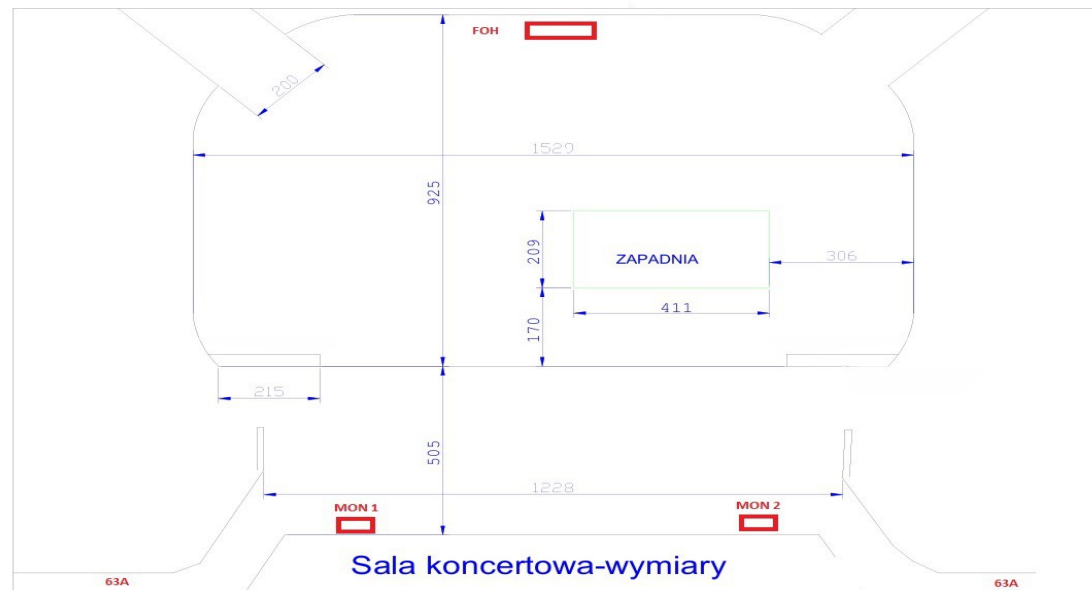 FOH
200
1529
925
209
ZAPADNIA
306
411
170
215
505
1228
MON 1
MON 2
Sala koncertowa-wymiary
63A
63A